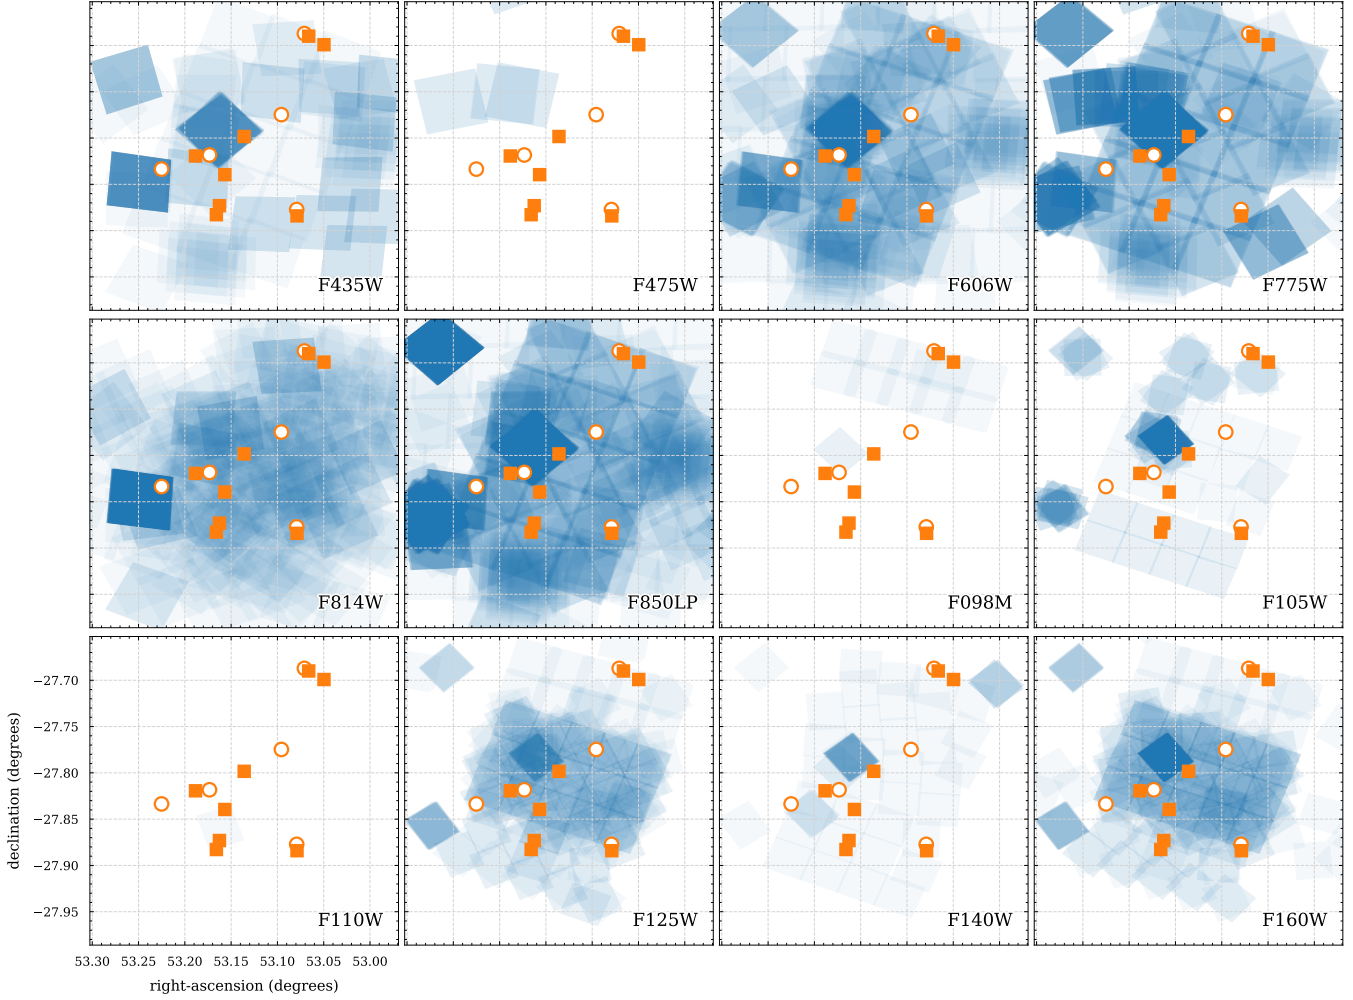 F435W
F475W
F606W
F775W
F814W
F850LP
F098M
F105W
−27.70
−27.75
−27.80
−27.85
−27.90
−27.95
declination (degrees)
F110W
F125W
F140W
F160W
53.30 53.25 53.20 53.15 53.10 53.05 53.00
right-ascension (degrees)